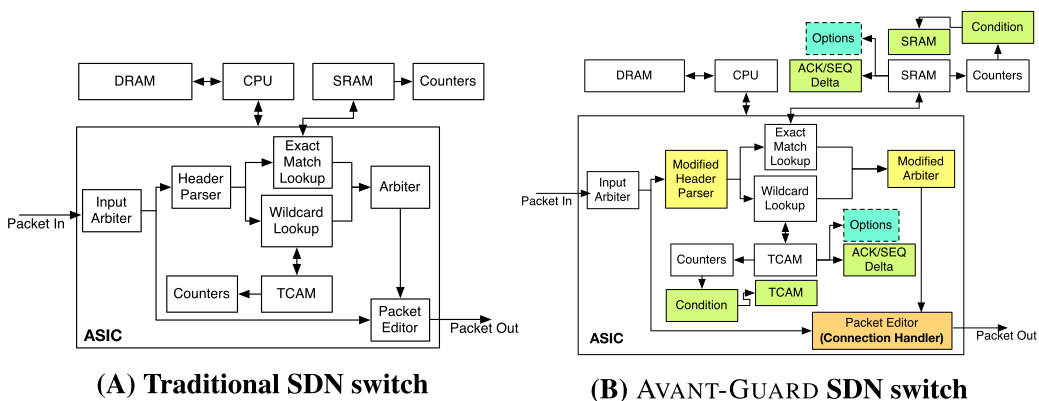 DRAM
CPU
SRAM
Counters
Exact
Match
Lookup
Header
Parser
Arbiter
Input
Arbiter
Packet In
Wildcard
Lookup
Counters
TCAM
Packet
Editor
Packet Out
ASIC
(A) Traditional SDN switch
Options
SRAM
Condition
DRAM
CPU
ACK/SEQ
Delta
SRAM
Counters
Exact
Match
Lookup
Modified
Header
Parser
Modified
Arbiter
Input
Arbiter
Packet In
Wildcard
Lookup
Options
Counters
TCAM
ACK/SEQ
Delta
Condition
TCAM
Packet Editor
(Connection Handler)
Packet Out
ASIC
(B) AVANT-GUARD SDN switch